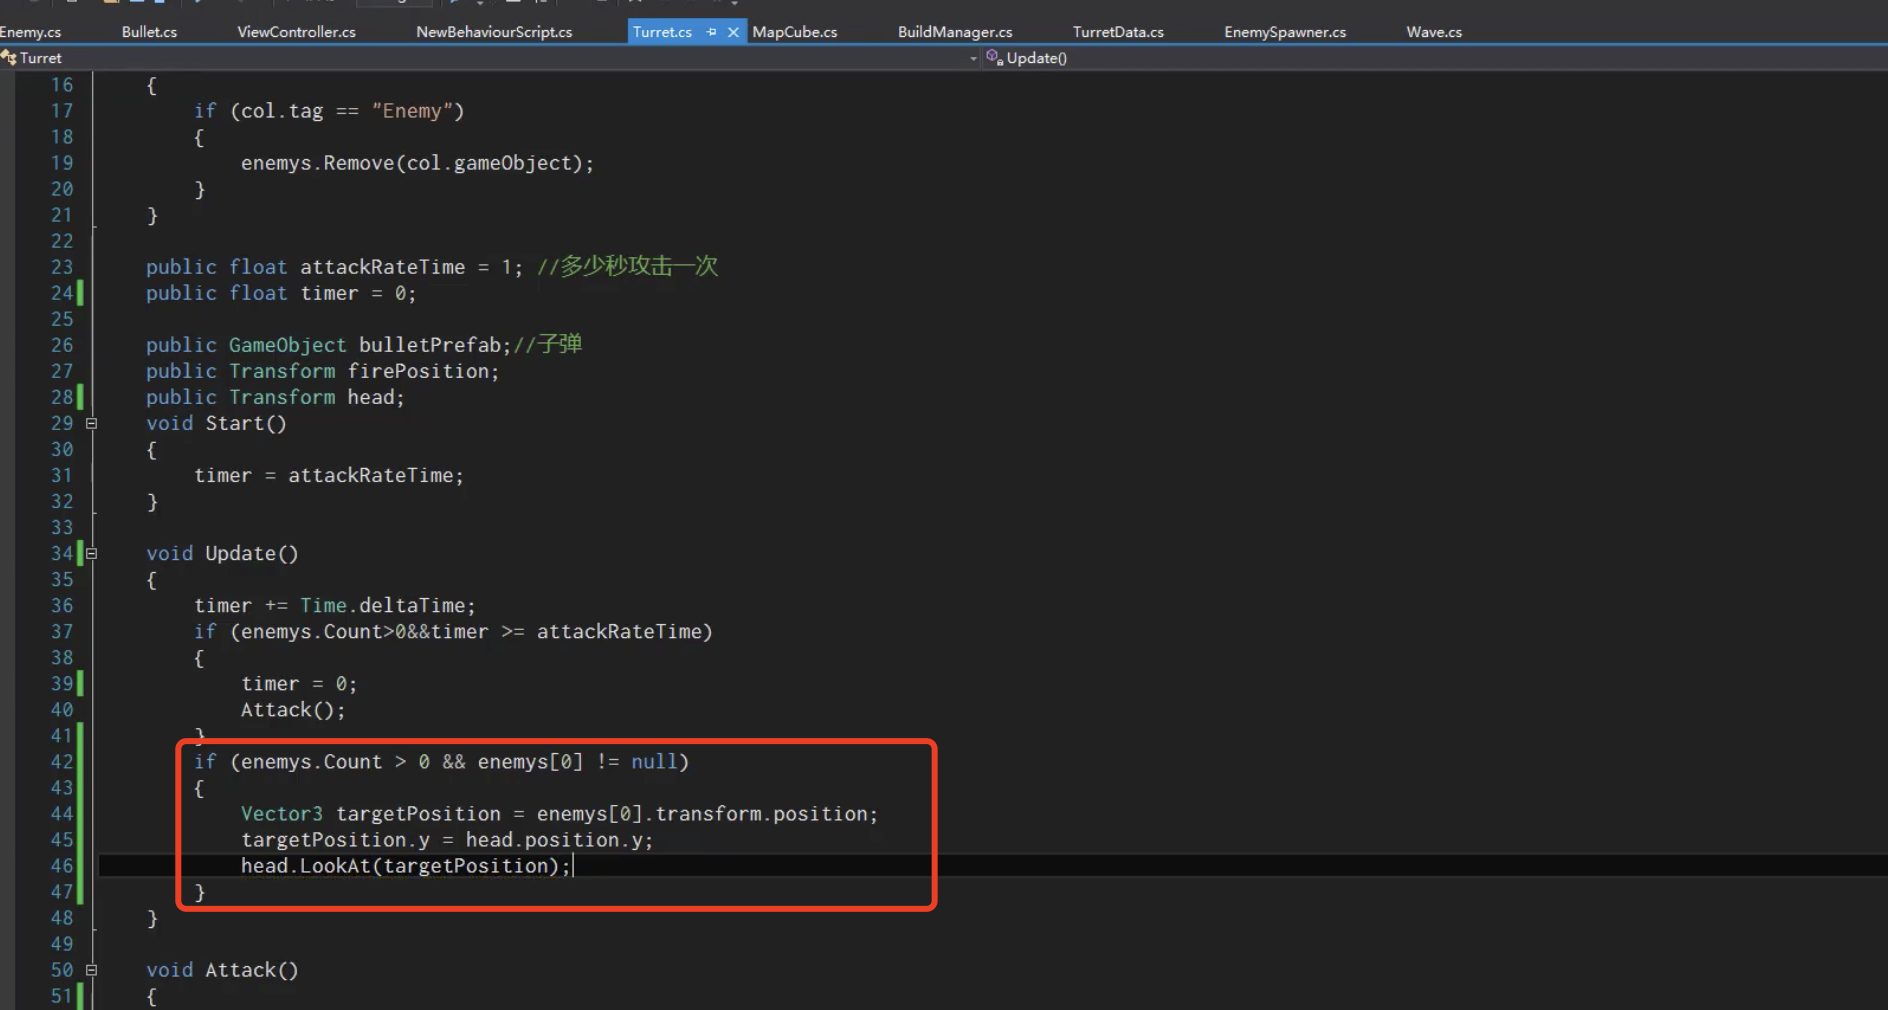 Enemy.cs Bullet.cs ViewController.cs NewBehaviourScript.cs Turret.cs MapCube.cs BuildManager.cs TurretData.cs EnemySpawner.cs Wave.cs
Turret Update()
16 {
17 if (col.tag == "Enemy")
18 {
19 enemys.Remove(col.gameObject);
20 }
21 }
22
23 public float attackRateTime = 1; //多少秒攻击一次
24 public float timer = 0;
25
26 public GameObject bulletPrefab;//子弹
27 public Transform firePosition;
28 public Transform head;
29 void Start()
30 {
31 timer = attackRateTime;
32 }
33
34 void Update()
35 {
36 timer += Time.deltaTime;
37 if (enemys.Count>0&&timer >= attackRateTime)
38 {
39 timer = 0;
40 Attack();
41 }
42 if (enemys.Count > 0 && enemys[0] != null)
43 {
44 Vector3 targetPosition = enemys[0].transform.position;
45 targetPosition.y = head.position.y;
46 head.LookAt(targetPosition);
47 }
48 }
49
50 void Attack()
51 {